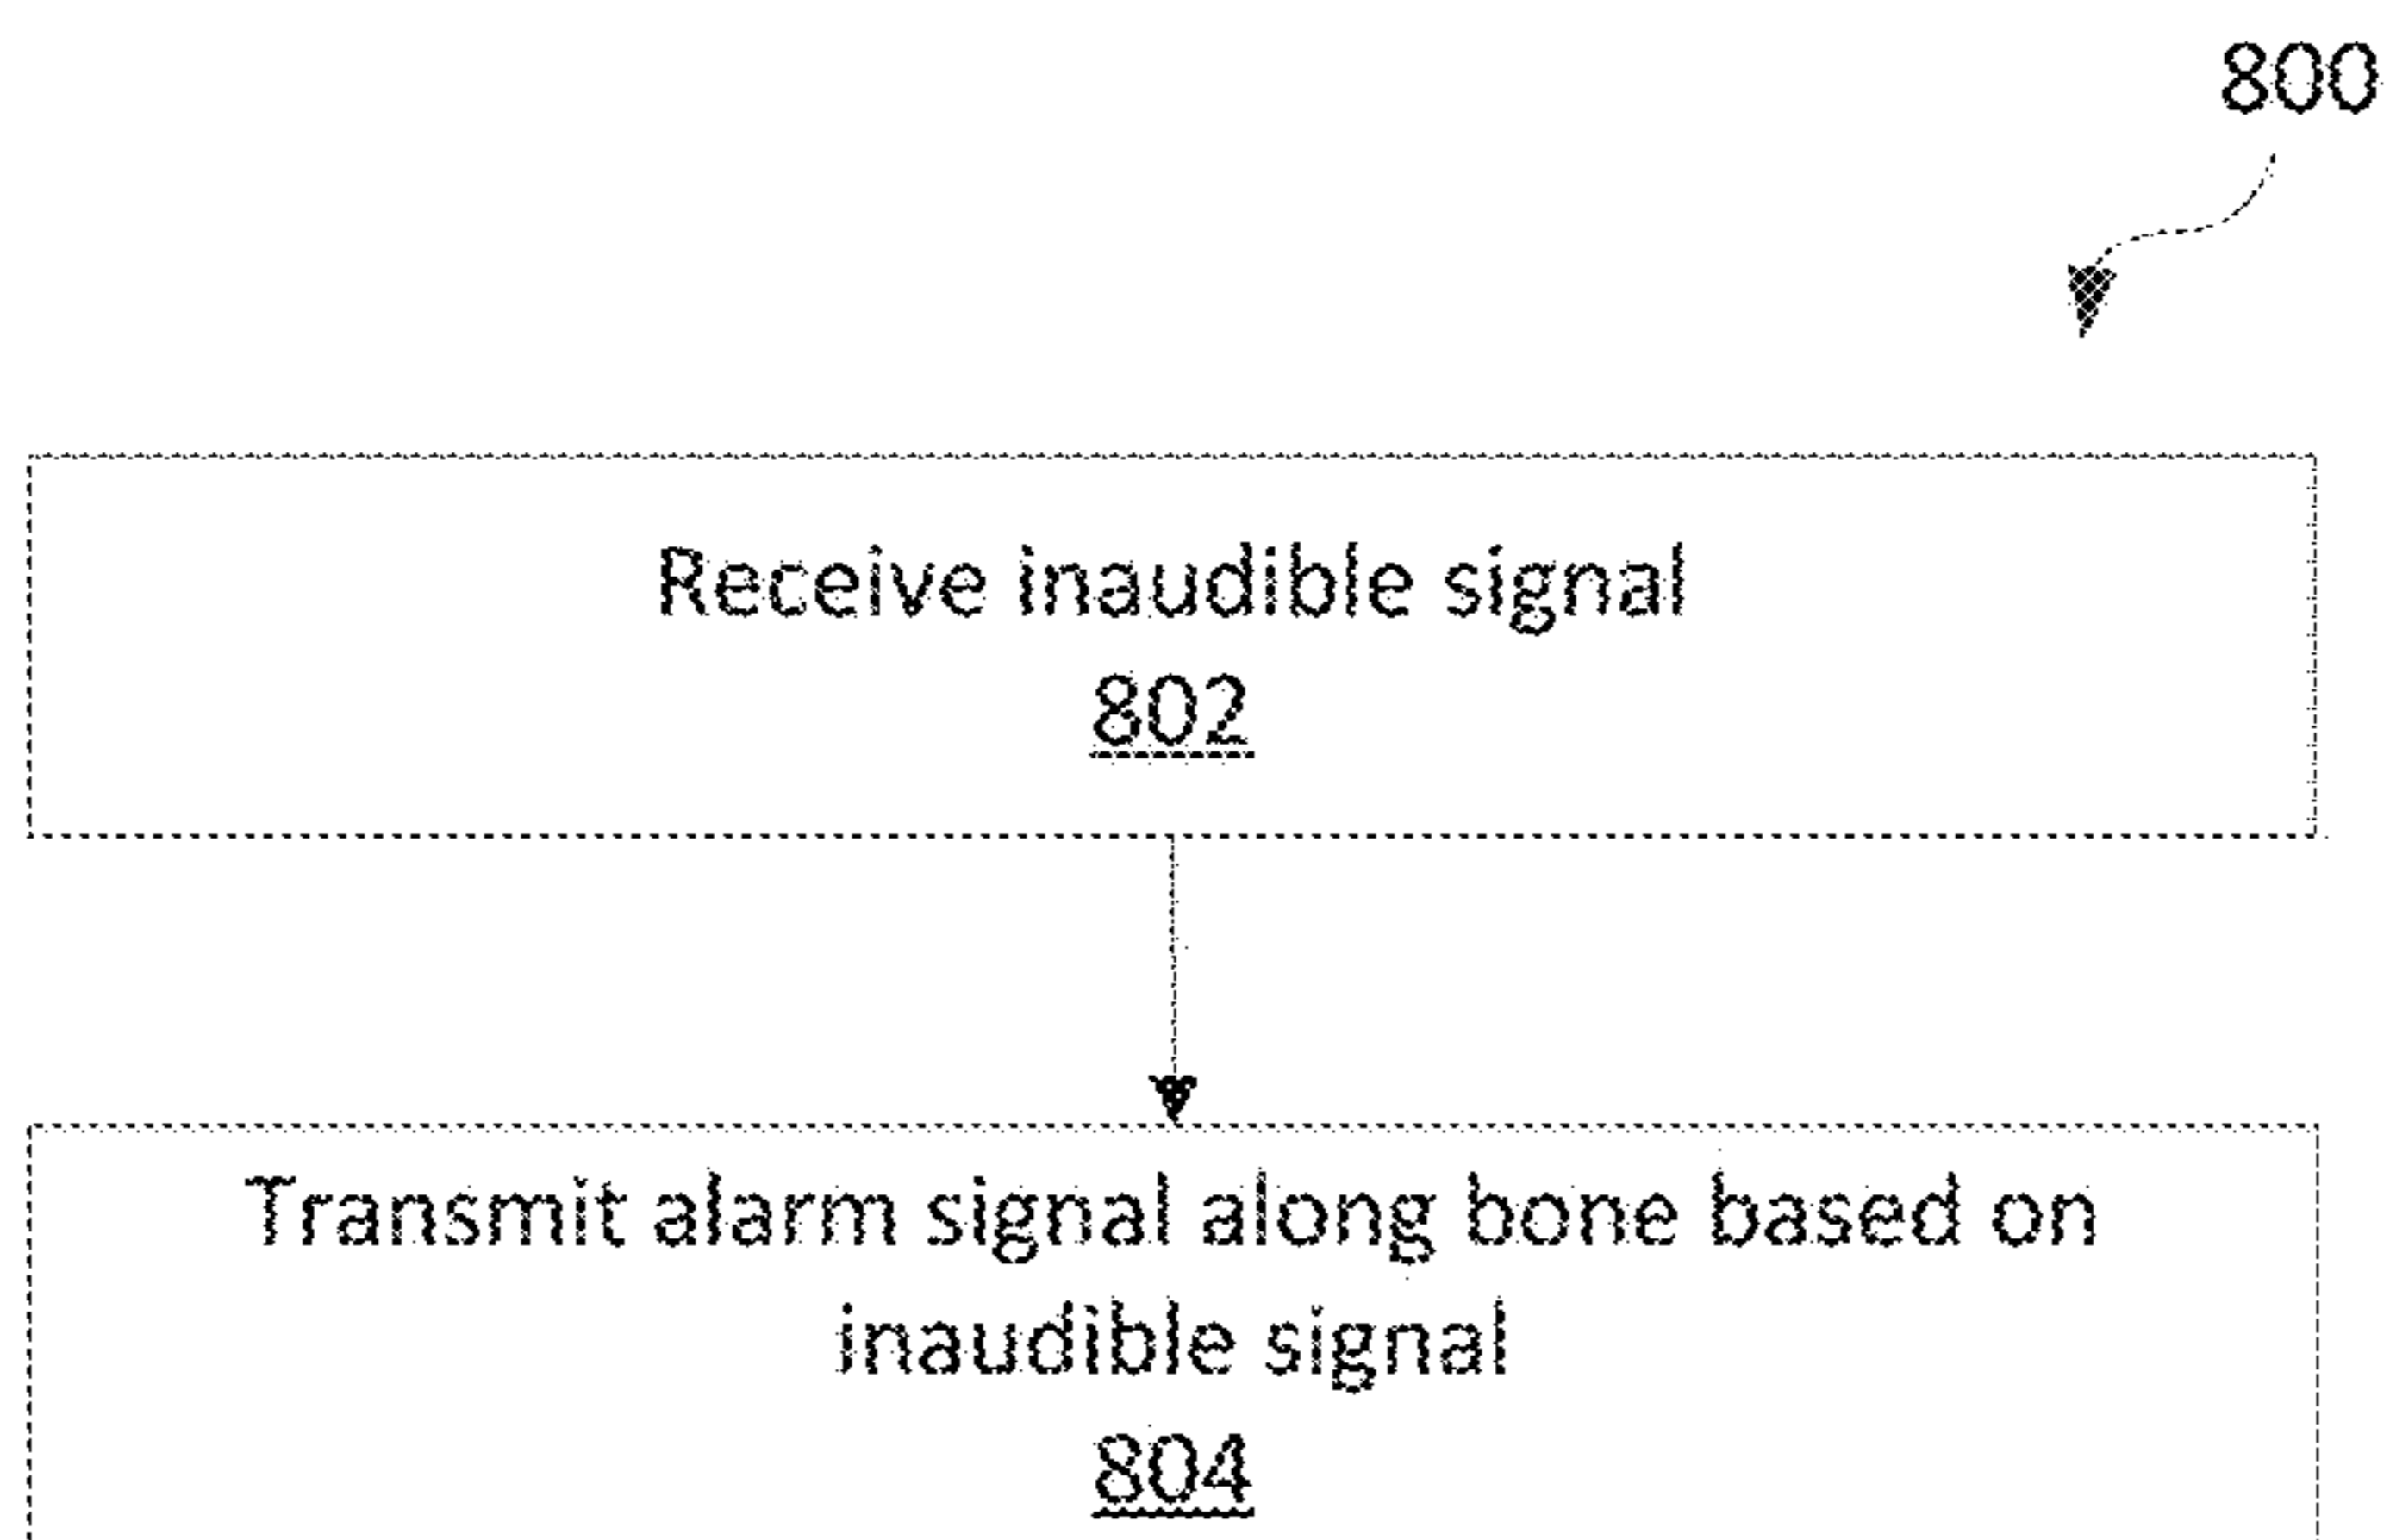 800
Receive inaudible signal
802
Transmit alarm signal along bone based on
inaudible signal
804